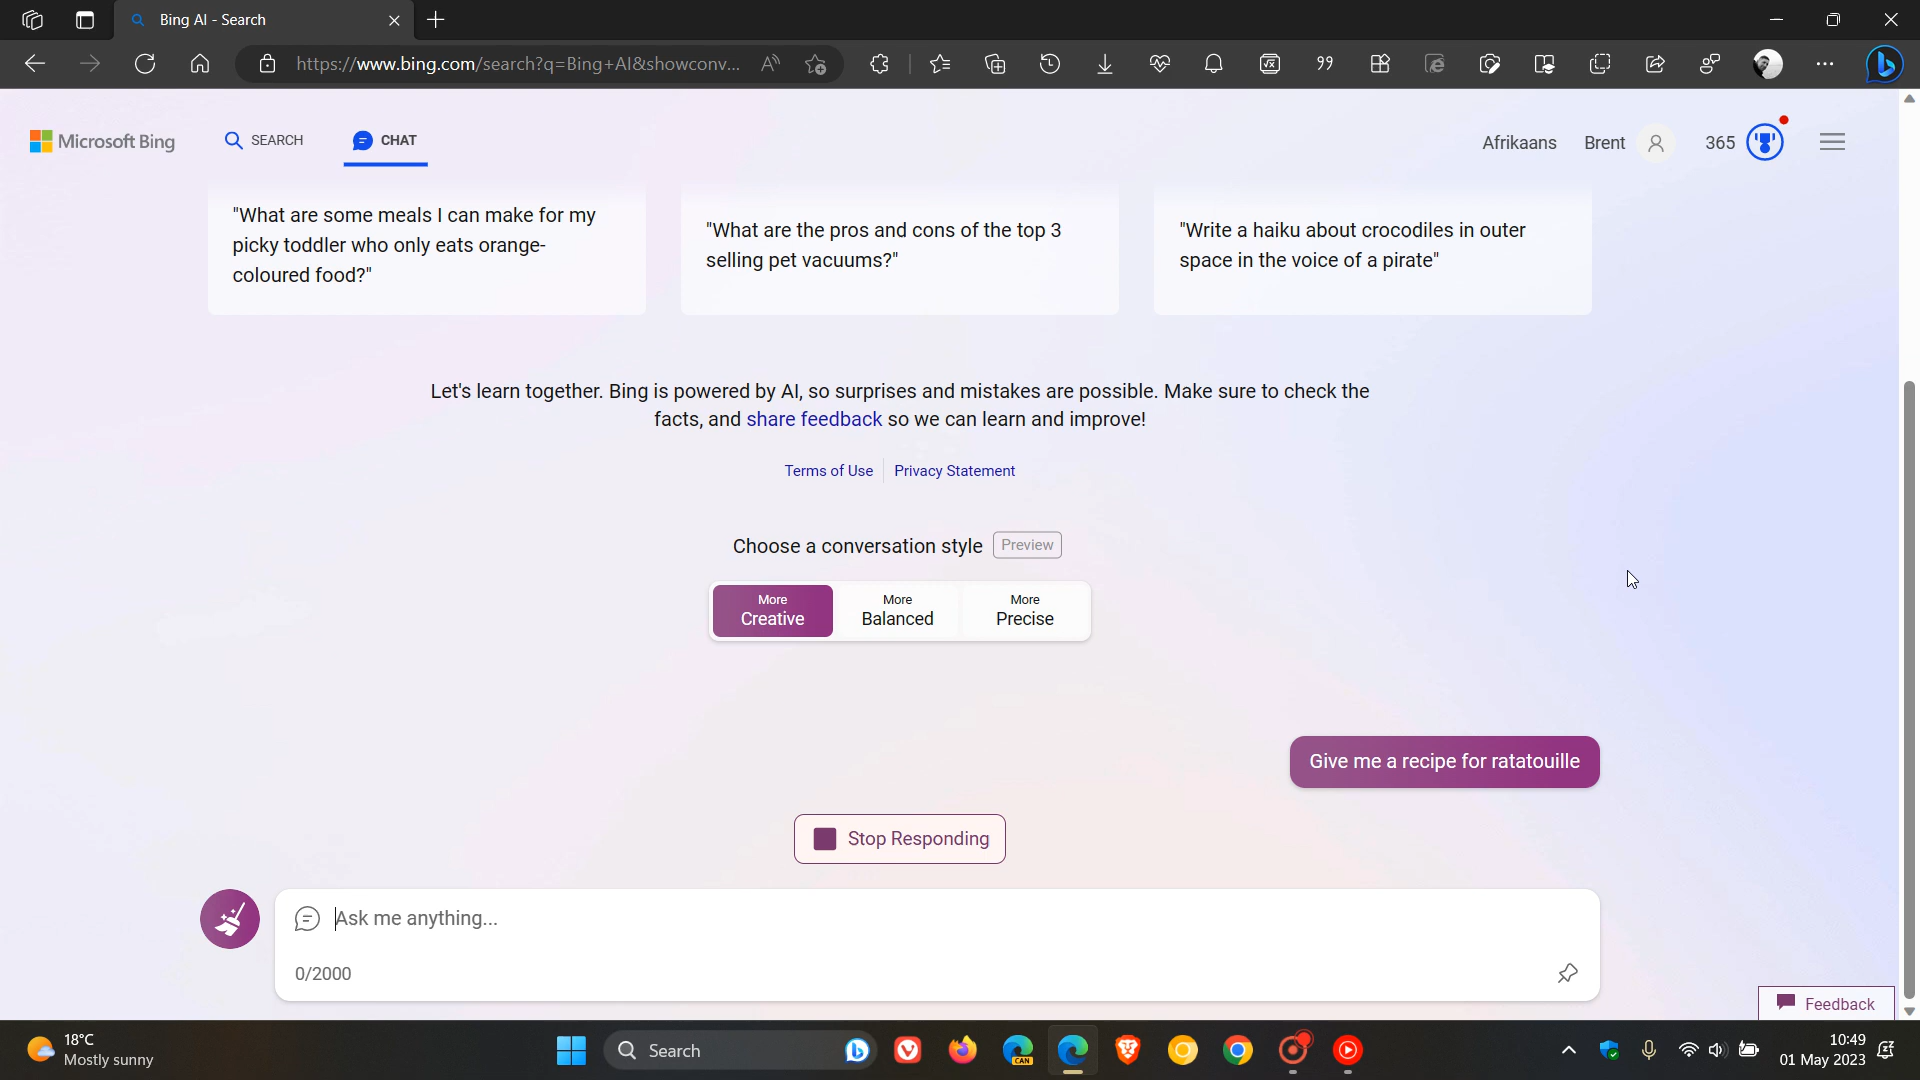 Bing AI - Search
https://www.bing.com/search?q=Bing+AI&showconv...
Microsoft Bing
SEARCH
CHAT
Afrikaans
Brent
365
"What are some meals I can make for my
picky toddler who only eats orange-
coloured food?"
"What are the pros and cons of the top 3
selling pet vacuums?"
"Write a haiku about crocodiles in outer
space in the voice of a pirate"
Let's learn together. Bing is powered by AI, so surprises and mistakes are possible. Make sure to check the
facts, and share feedback so we can learn and improve!
Terms of Use
Privacy Statement
Choose a conversation style
Preview
More
Creative
More
Balanced
More
Precise
Give me a recipe for ratatouille
Stop Responding
Ask me anything...
0/2000
Feedback
18°C
Mostly sunny
Search
CAN
10:49
01 May 2023